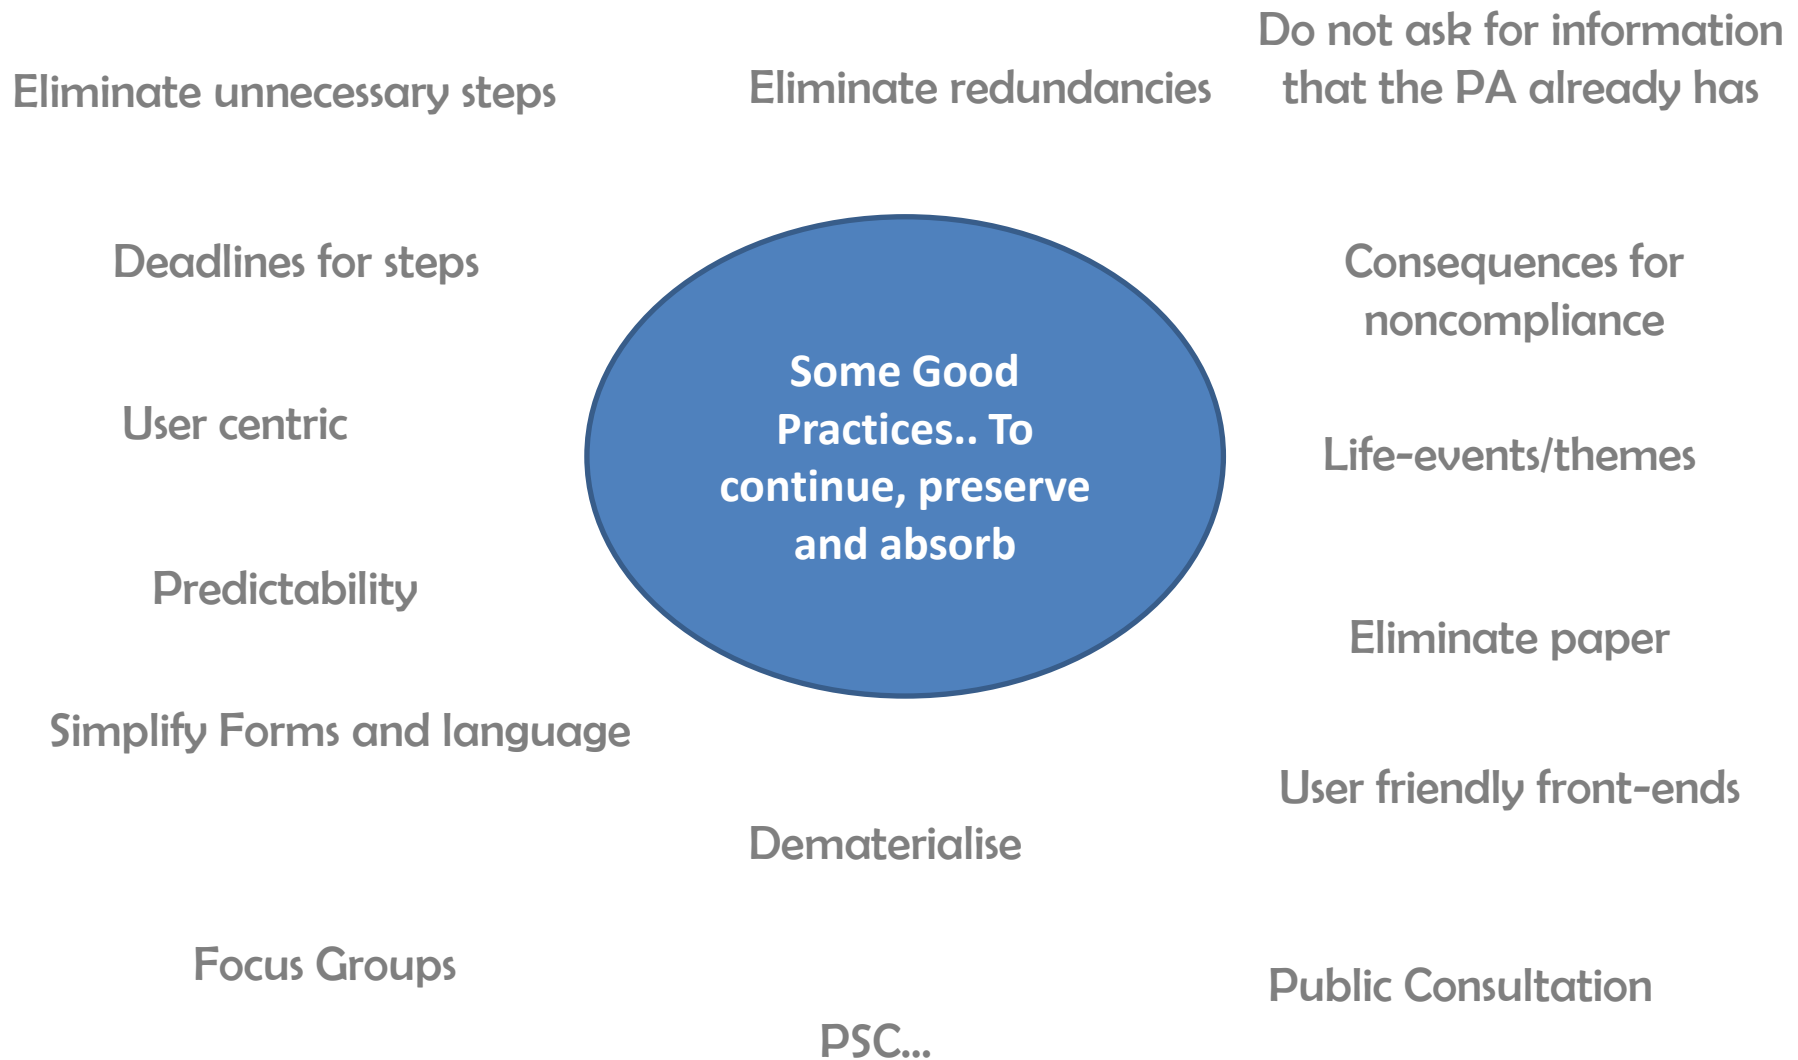 Do not ask for information
that the PA already has
Eliminate unnecessary steps
Eliminate redundancies
Deadlines for steps
Consequences for
noncompliance
Some Good
Practices.. To
continue, preserve
and absorb
User centric
Life-events/themes
Predictability
Eliminate paper
Simplify Forms and language
User friendly front-ends
Dematerialise
Focus Groups
Public Consultation
PSC...